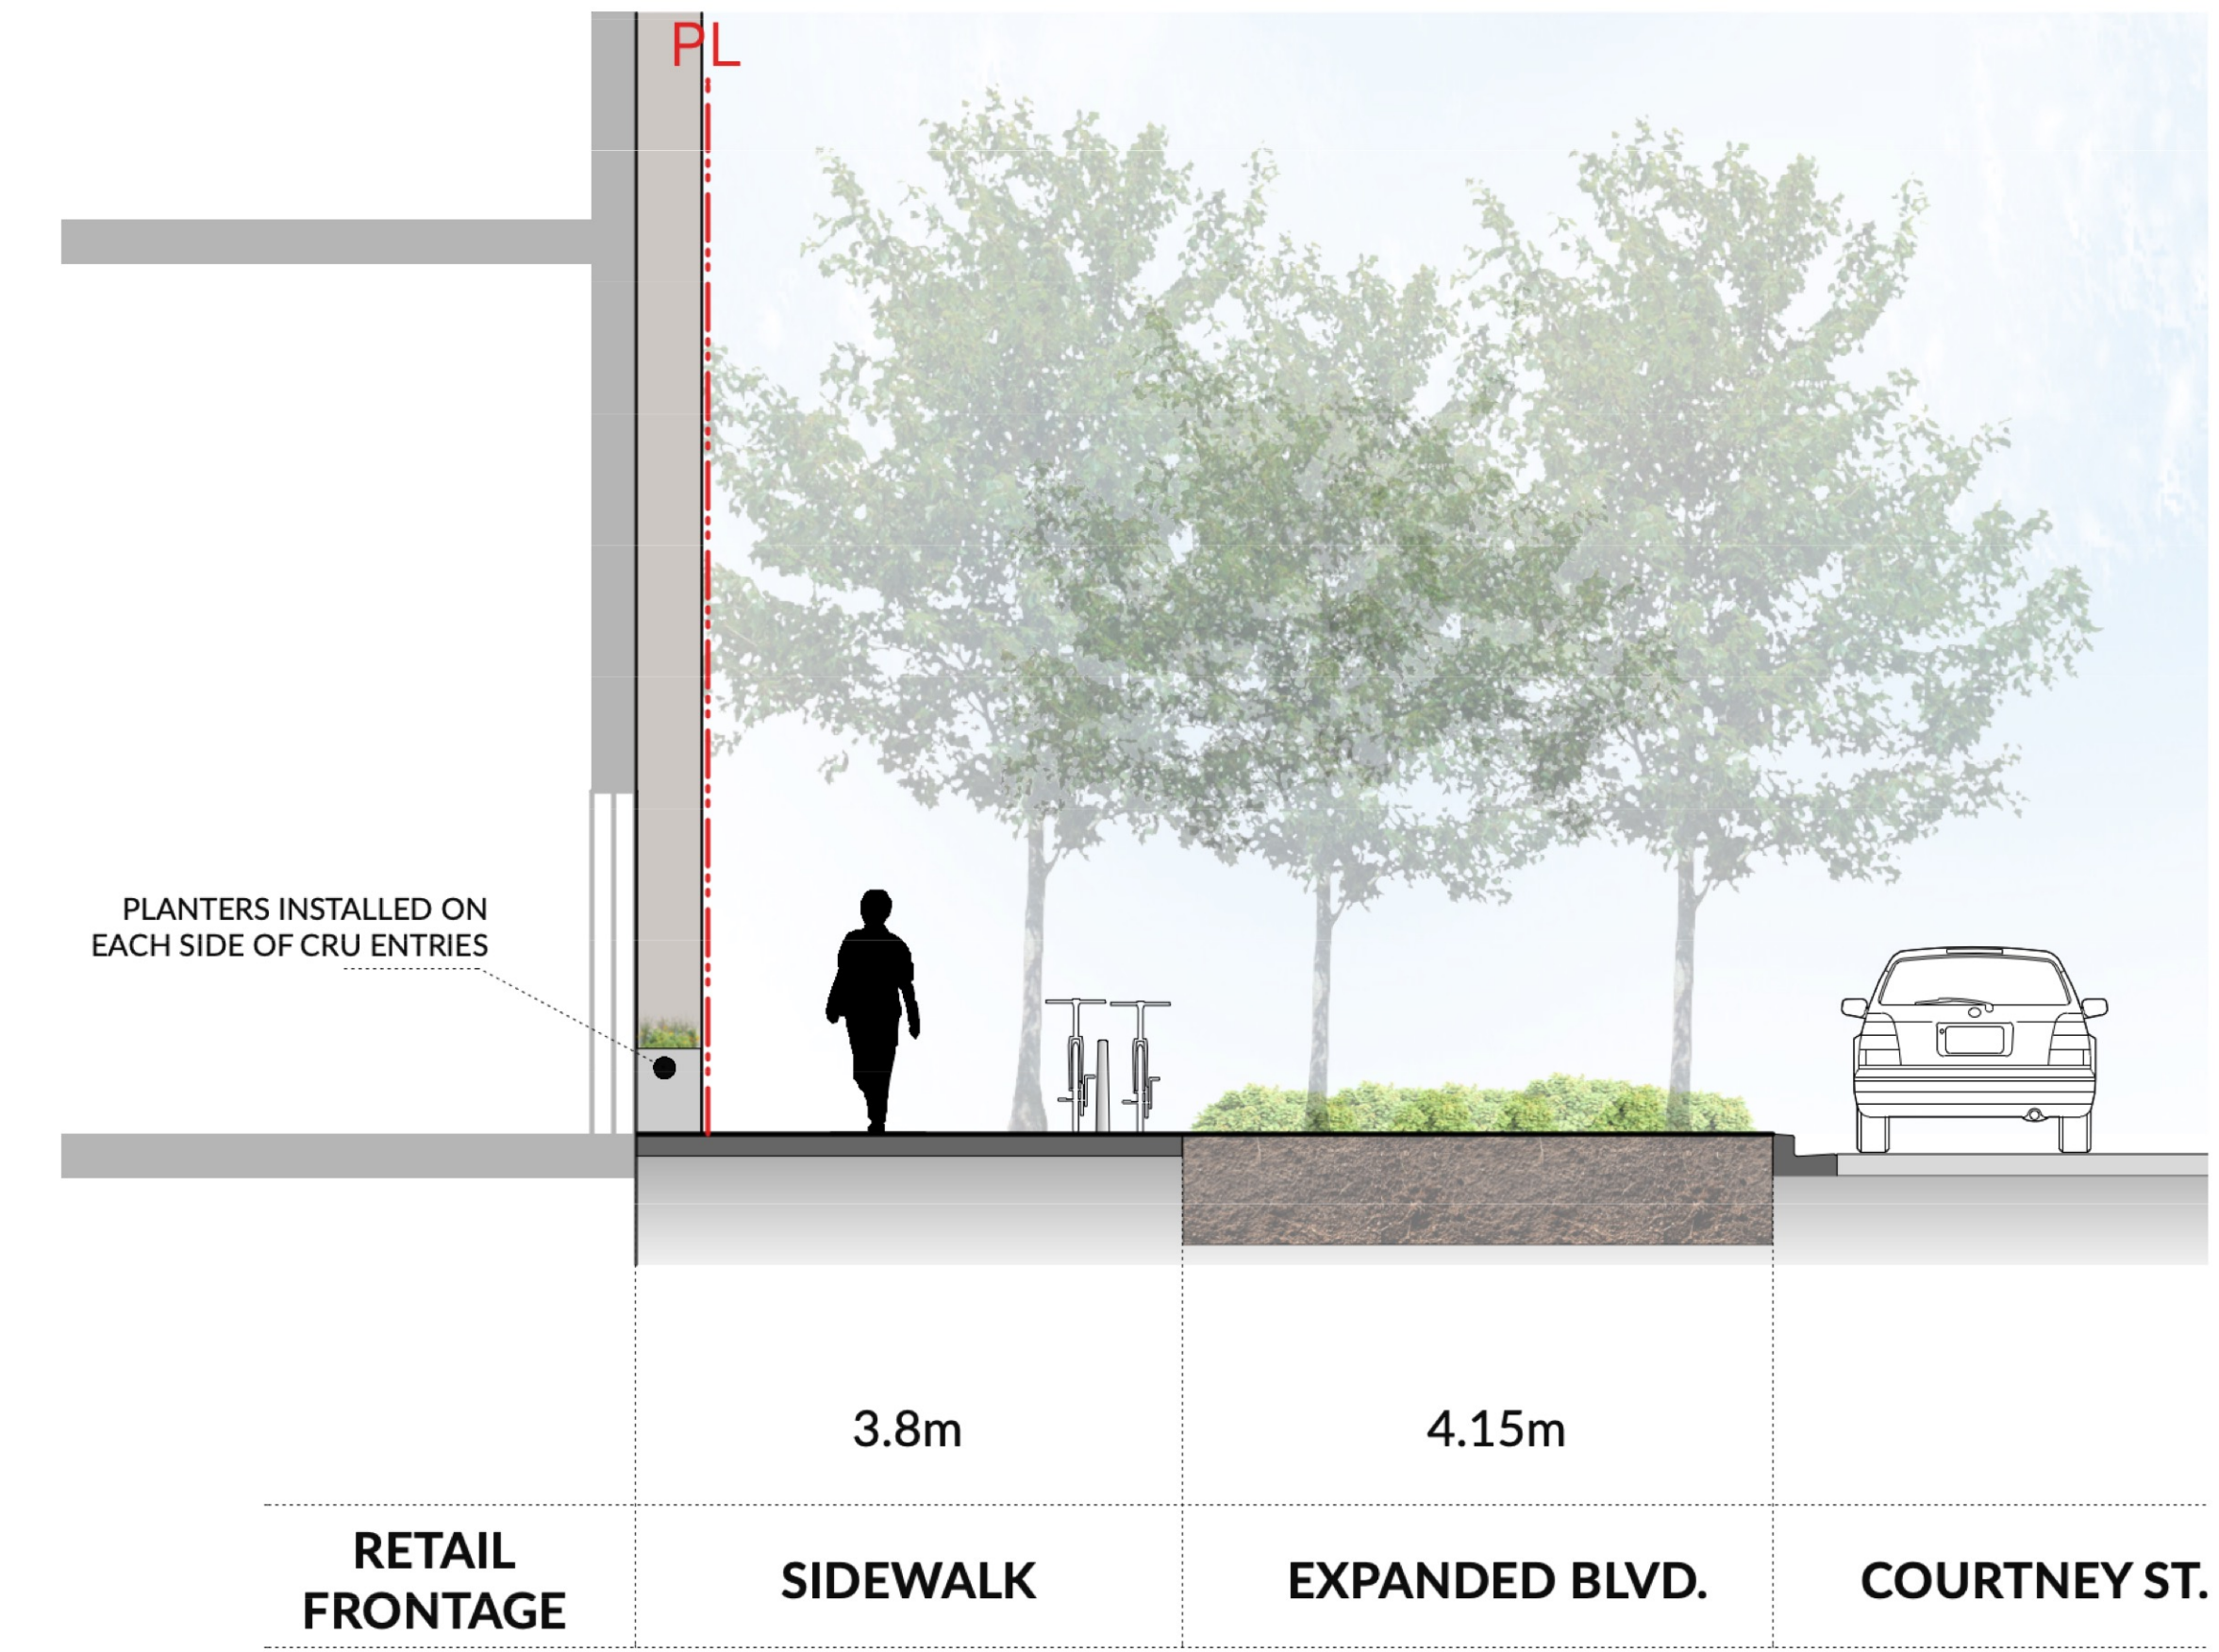 PL
PLANTERS INSTALLED ON
EACH SIDE OF CRU ENTRIES
3.8m
4.15m
RETAIL
FRONTAGE
SIDEWALK
EXPANDED BLVD.
COURTNEY ST.